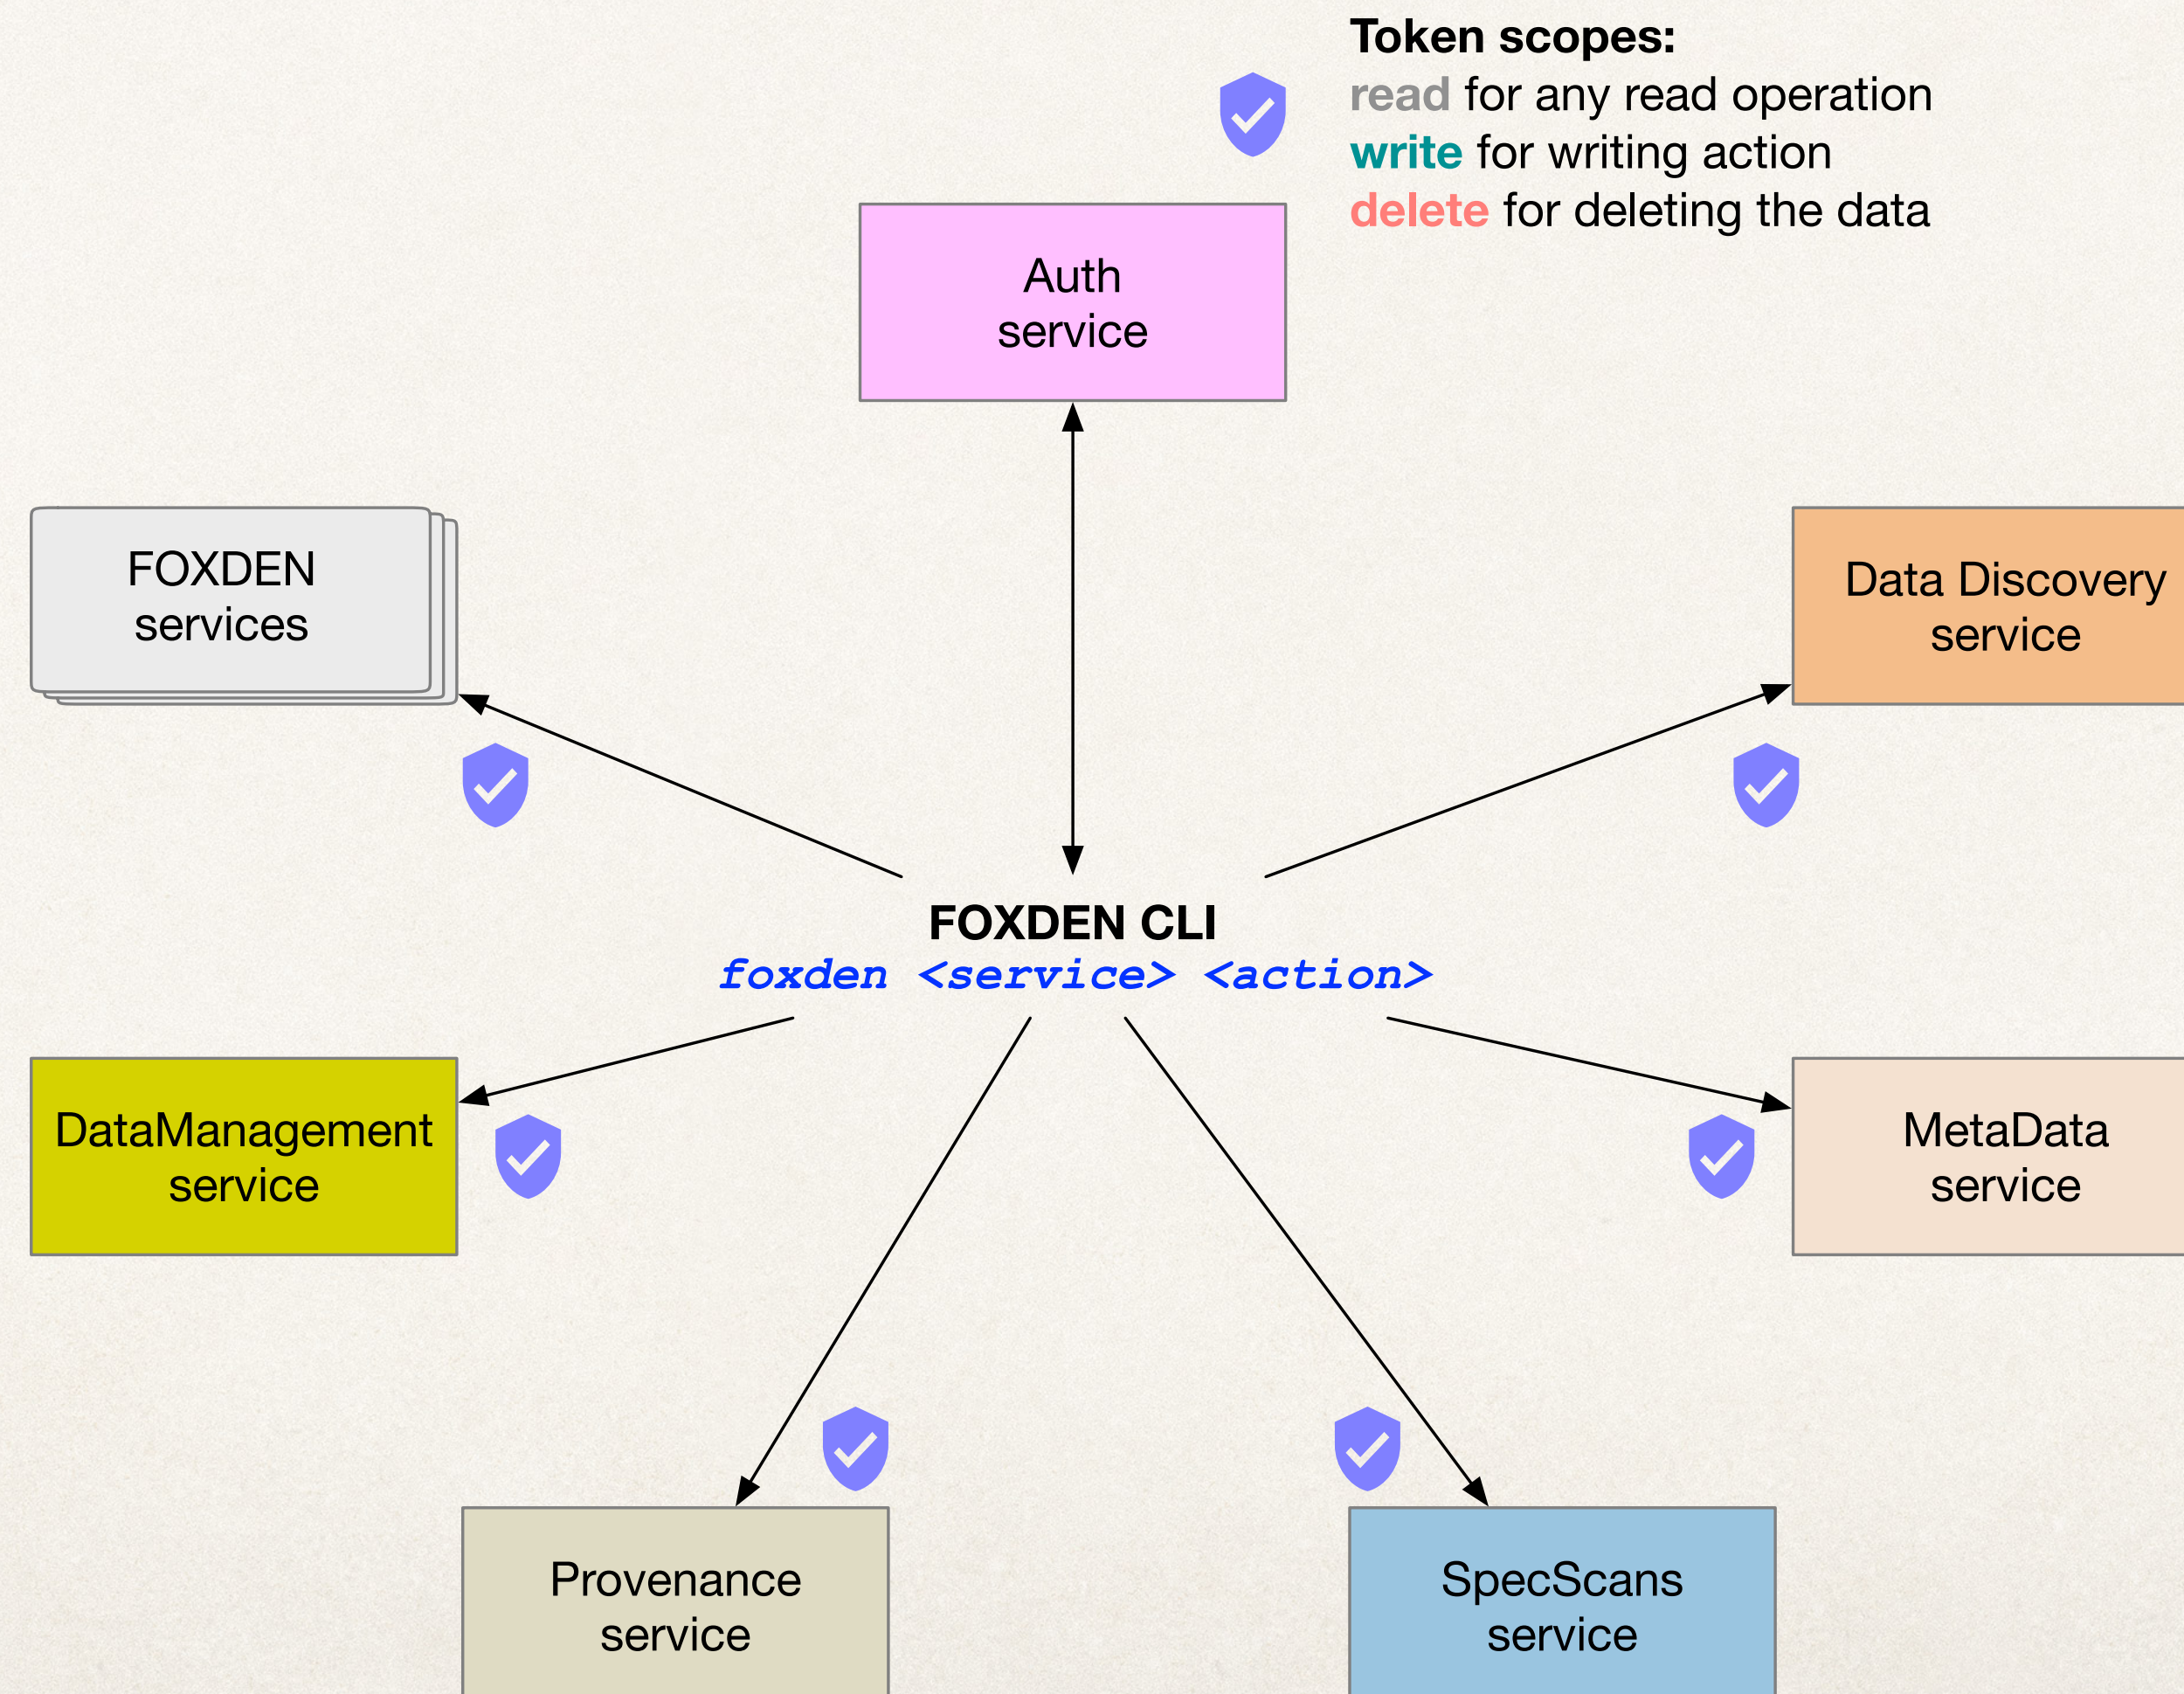 Token scopes:
read for any read operation
write for writing action
delete for deleting the data
Auth
service
FOXDEN
services
Data Discovery
service
FOXDEN CLI
foxden <service> <action>
DataManagement
service
MetaData
service
Provenance
service
SpecScans
service